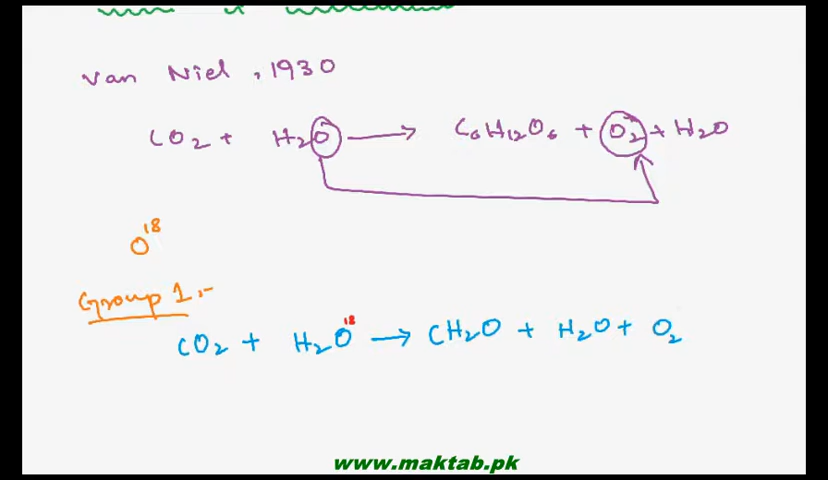 Van Niel, 1930
CO₂ + H₂O → C₆H₁₂O₆ + O₂ + H₂O
O¹⁸
Group 1:-
CO₂ + H₂O¹⁸ → CH₂O + H₂O + O₂
www.maktab.pk